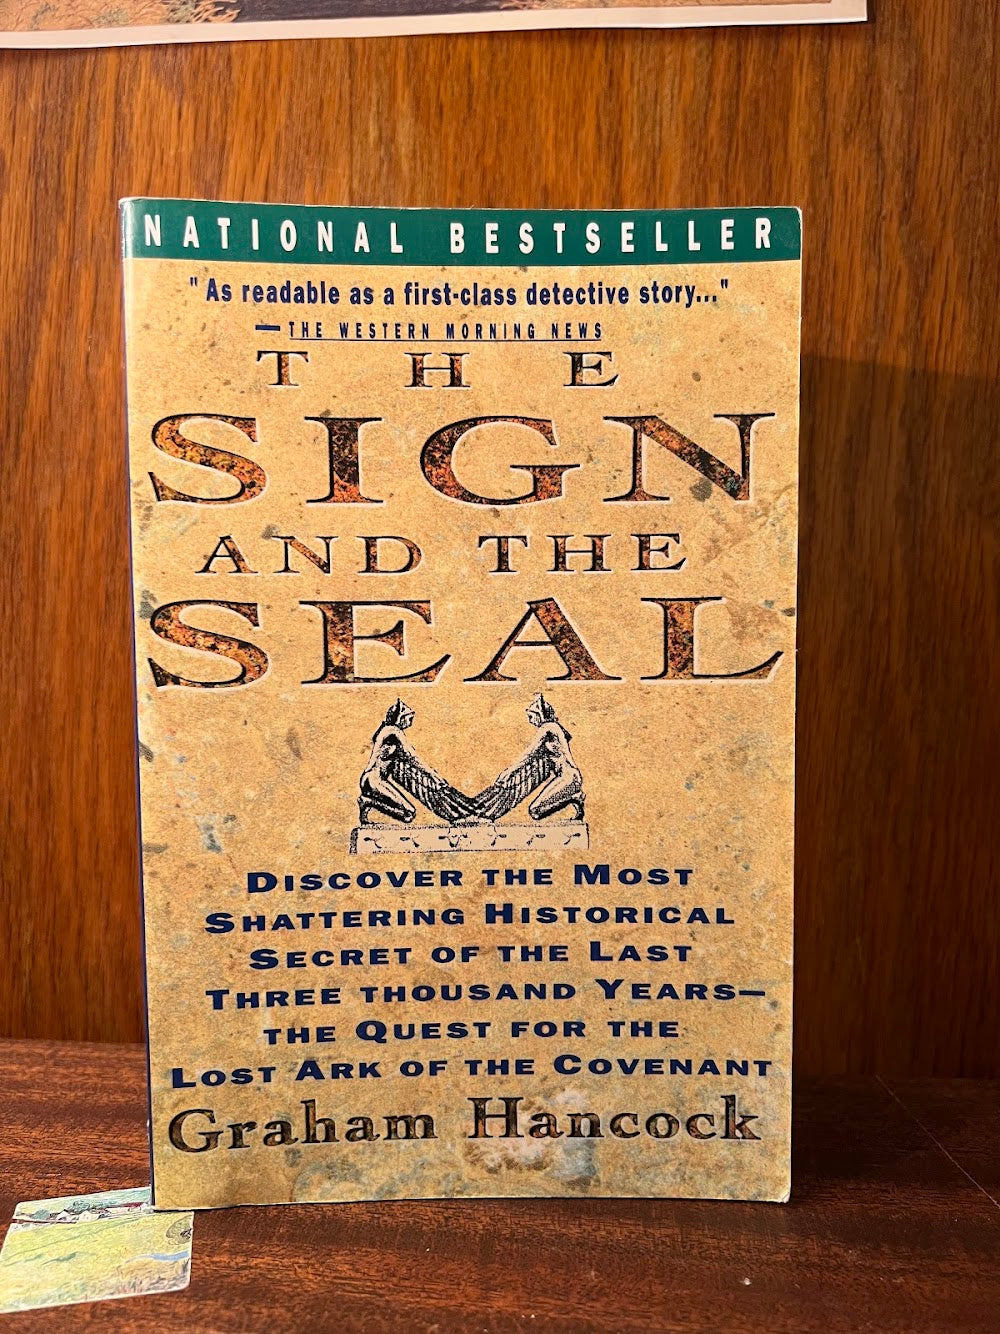 NATIONAL BESTSELLER
"As readable as a first-class detective story..."
—THE WESTERN MORNING NEWS
THE
SIGN
AND THE
SEAL
DISCOVER THE MOST
SHATTERING HISTORICAL
SECRET OF THE LAST
THREE THOUSAND YEARS—
THE QUEST FOR THE
LOST ARK OF THE COVENANT
Graham Hancock